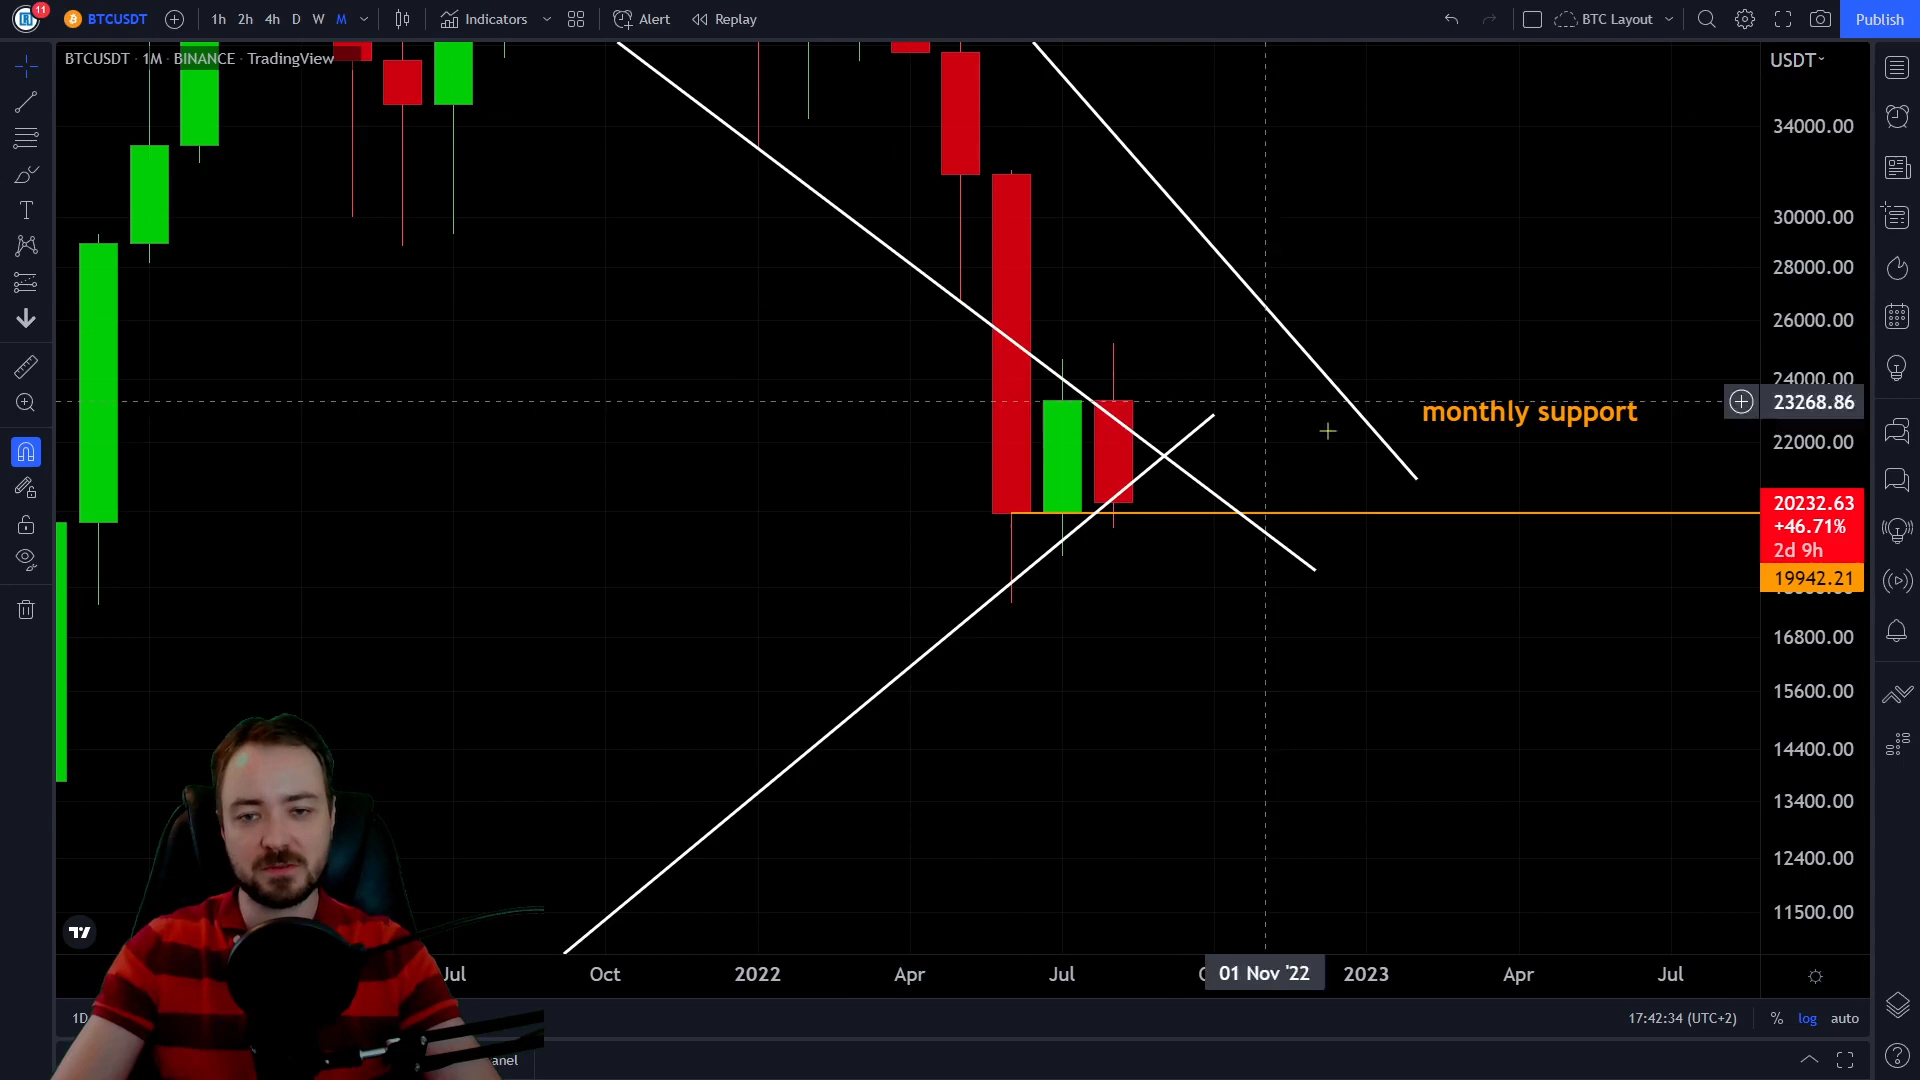 11
BTCUSDT
1h 2h 4h D W M
Indicators
Alert
Replay
BTC Layout
Publish
BTCUSDT · 1M · BINANCE · TradingView
USDT
34000.00
30000.00
28000.00
26000.00
24000.00
monthly support
23268.86
22000.00
20232.63
+46.71%
2d 9h
19942.21
16800.00
15600.00
14400.00
13400.00
12400.00
11500.00
Jul Oct 2022 Apr Jul 01 Nov '22 2023 Apr Jul
1D
17:42:34 (UTC+2) % log auto
anel